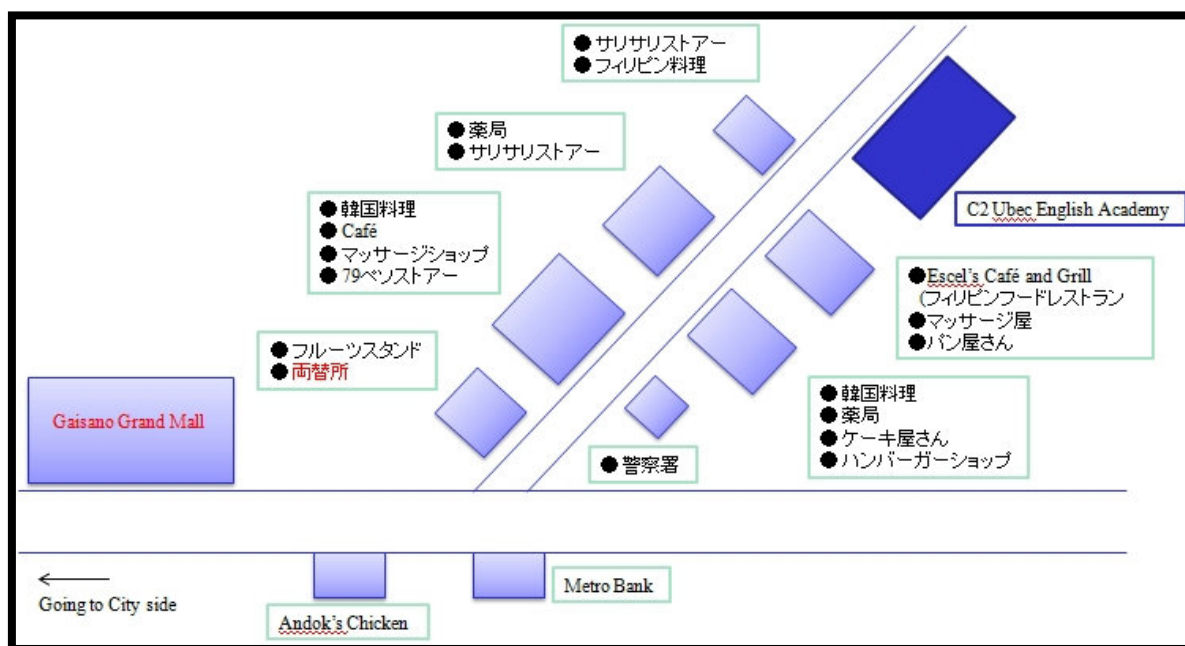 ●サリサリストアー
●フィリピン料理
●薬局
●サリサリストアー
●韓国料理
●Café
●マッサージショップ
●79ペソストアー
C2 Ubec English Academy
●Escel's Café and Grill
(フィリピンフードレストラン
●マッサージ屋
●パン屋さん
●フルーツスタンド
●両替所
Gaisano Grand Mall
●韓国料理
●薬局
●ケーキ屋さん
●ハンバーガーショップ
●警察署
Going to City side
Andok's Chicken
Metro Bank